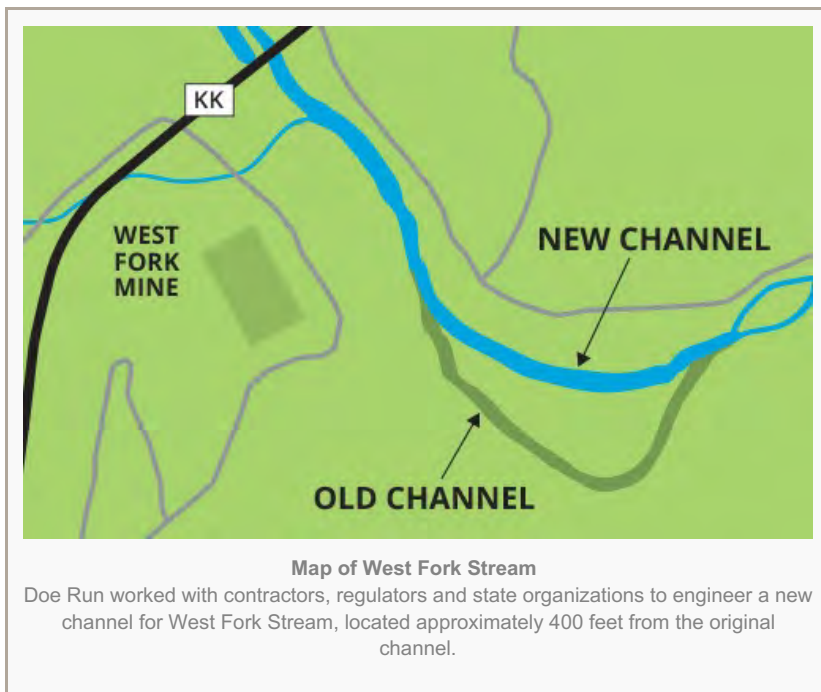 KK
WEST
FORK
MINE
NEW CHANNEL
OLD CHANNEL
Map of West Fork Stream
Doe Run worked with contractors, regulators and state organizations to engineer a new
channel for West Fork Stream, located approximately 400 feet from the original
channel.